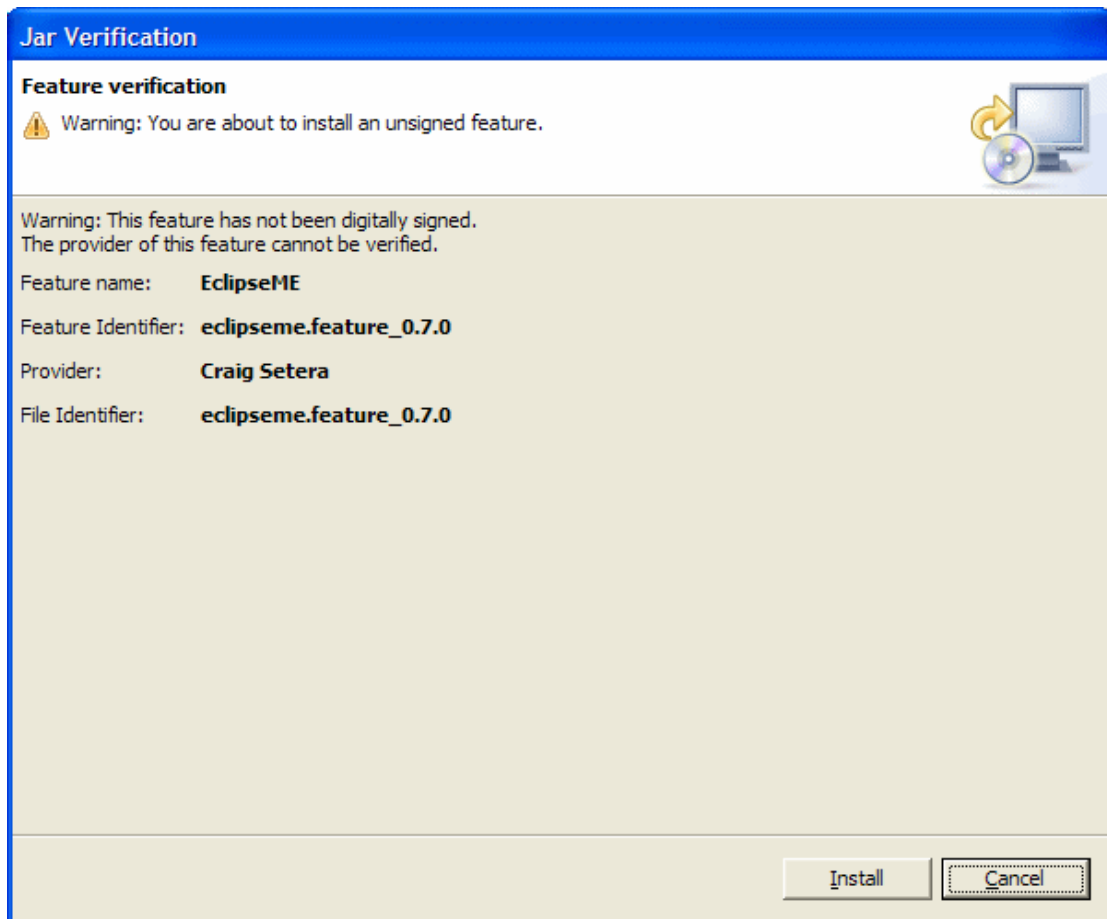 Jar Verification
Feature verification
Warning: You are about to install an unsigned feature.
Warning: This feature has not been digitally signed.
The provider of this feature cannot be verified.
Feature name: EclipseME
Feature Identifier: eclipseme.feature_0.7.0
Provider: Craig Setera
File Identifier: eclipseme.feature_0.7.0
Install Cancel